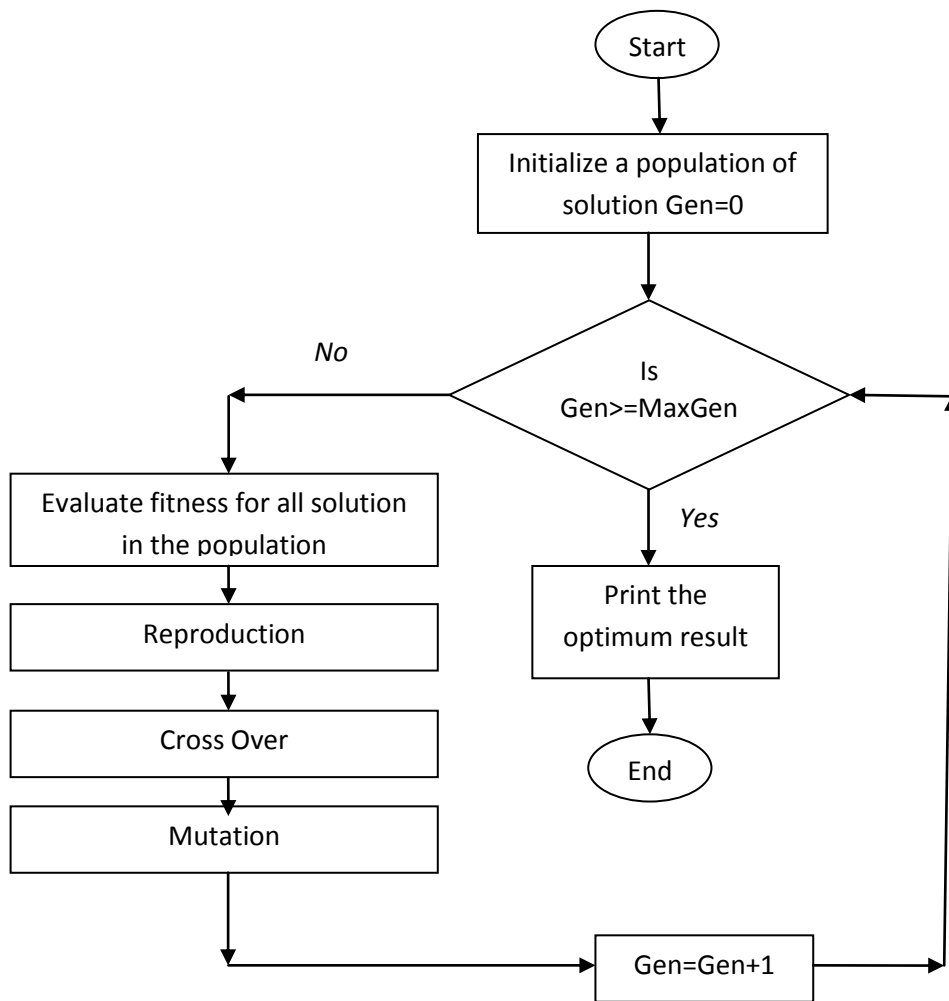 Start
Initialize a population of
solution Gen=0
Is
Gen>=MaxGen
No
Yes
Evaluate fitness for all solution
in the population
Reproduction
Cross Over
Mutation
Print the
optimum result
End
Gen=Gen+1